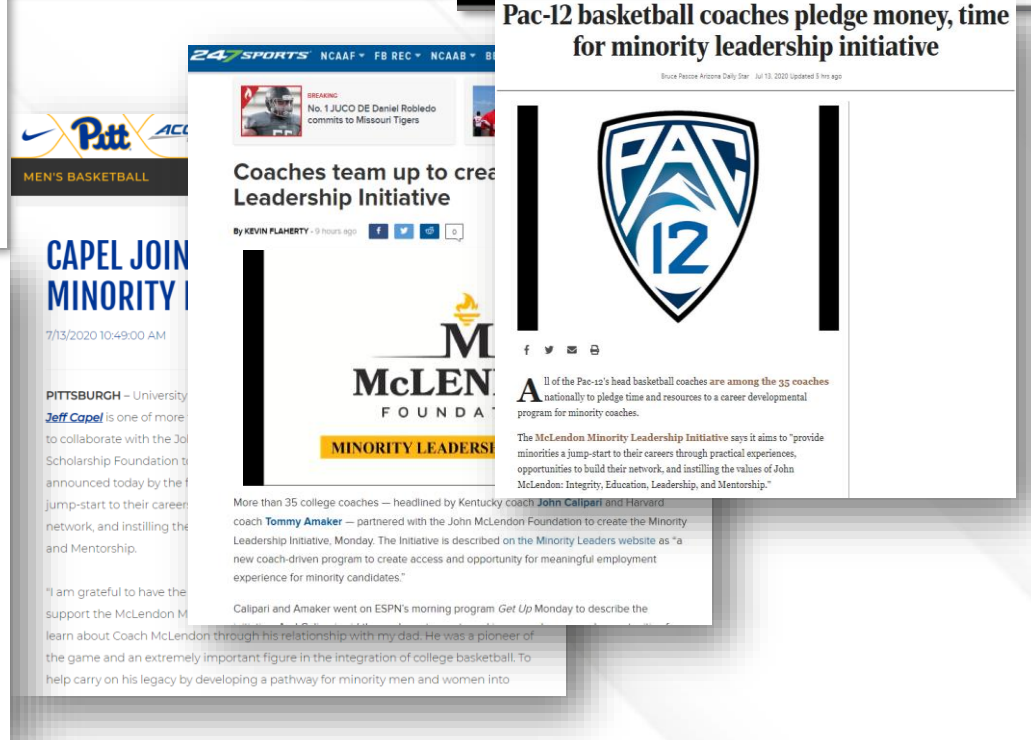 Pac-12 basketball coaches pledge money, time
for minority leadership initiative
Bruce Pascoe Arizona Daily Star Jul 13, 2020 Updated 5 hrs ago
PAC
12
All of the Pac-12's head basketball coaches are among the 35 coaches
nationally to pledge time and resources to a career developmental
program for minority coaches.
The McLendon Minority Leadership Initiative says it aims to "provide
minorities a jump-start to their careers through practical experiences,
opportunities to build their network, and instilling the values of John
McLendon: Integrity, Education, Leadership, and Mentorship."
247SPORTS NCAAF FB REC NCAAB
BREAKING
No. 1 JUCO DE Daniel Robledo
commits to Missouri Tigers
Coaches team up to crea
Leadership Initiative
By KEVIN FLAHERTY - 9 hours ago
0
M
McLEN
FOUNDA
MINORITY LEADERS
More than 35 college coaches — headlined by Kentucky coach John Calipari and Harvard
coach Tommy Amaker — partnered with the John McLendon Foundation to create the Minority
Leadership Initiative, Monday. The Initiative is described on the Minority Leaders website as "a
new coach-driven program to create access and opportunity for meaningful employment
experience for minority candidates."
Calipari and Amaker went on ESPN's morning program Get Up Monday to describe the
Pitt ACC
MEN'S BASKETBALL
CAPEL JOIN
MINORITY
7/13/2020 10:49:00 AM
PITTSBURGH – University
Jeff Capel is one of more
to collaborate with the Jo
Scholarship Foundation t
announced today by the f
jump-start to their career
network, and instilling the
and Mentorship.
"I am grateful to have the
support the McLendon M
learn about Coach McLendon through his relationship with my dad. He was a pioneer of
the game and an extremely important figure in the integration of college basketball. To
help carry on his legacy by developing a pathway for minority men and women into